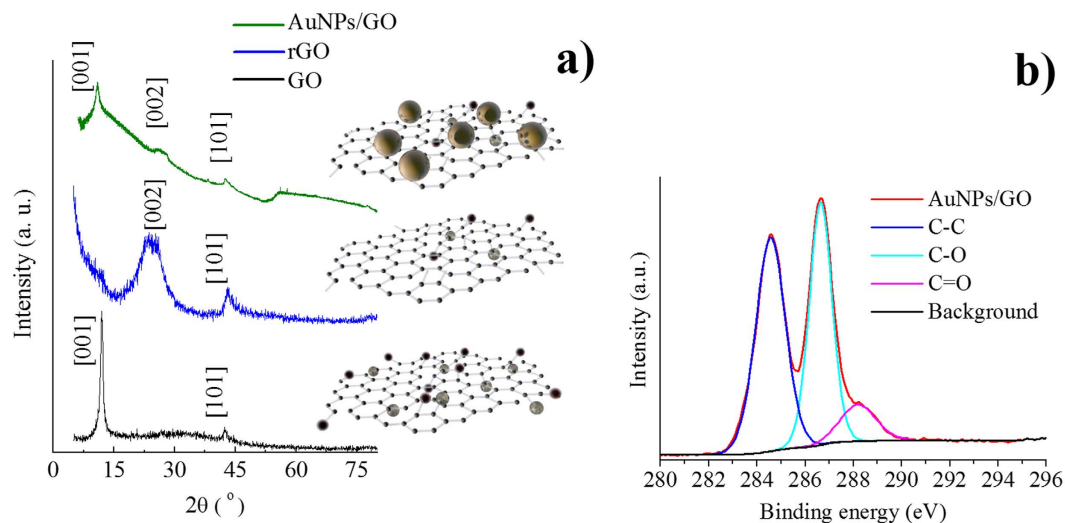 AuNPs/GO
rGO
GO
a)
[001]
[002]
[101]
[002]
[101]
[001]
[101]
Intensity (a. u.)
0 15 30 45 60 75
2θ ( ° )
b)
AuNPs/GO
C-C
C-O
C=O
Background
Intensity (a.u.)
280 282 284 286 288 290 292 294 296
Binding energy (eV)